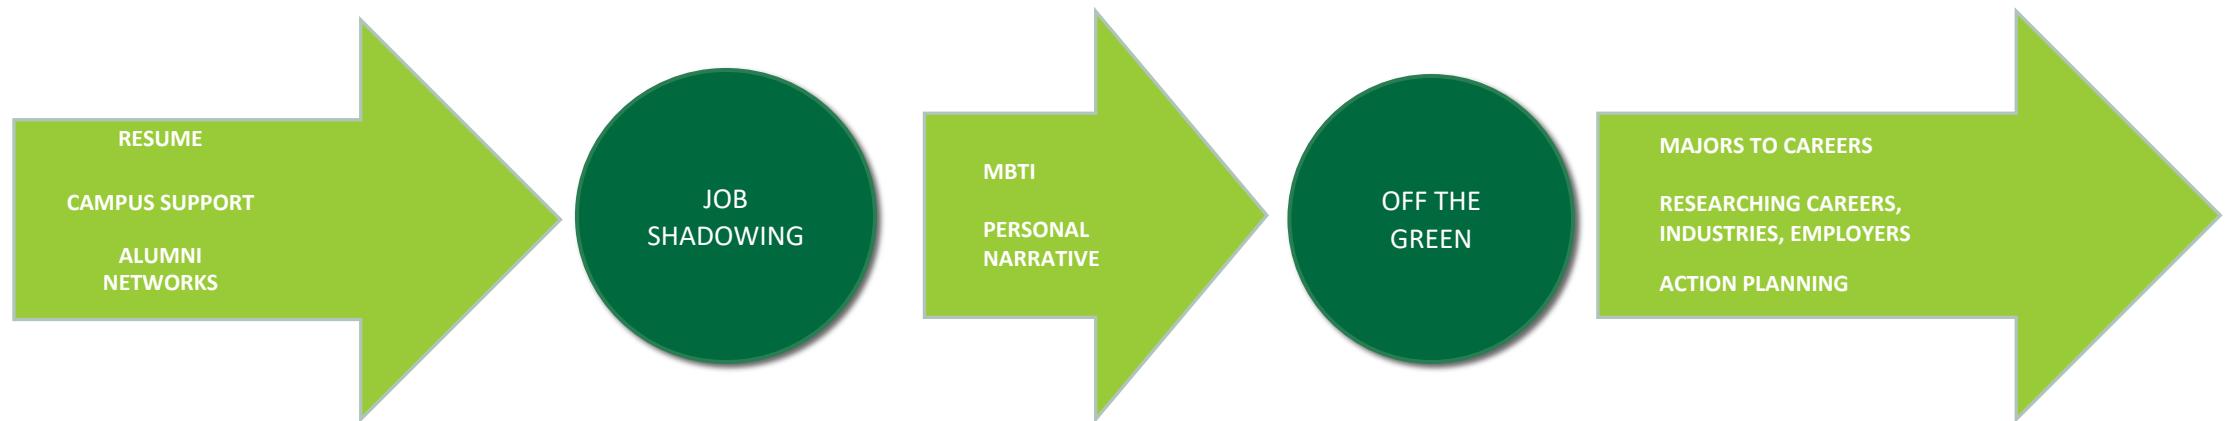 RESUME
CAMPUS SUPPORT
ALUMNI
NETWORKS
JOB
SHADOWING
MBTI
PERSONAL
NARRATIVE
OFF THE
GREEN
MAJORS TO CAREERS
RESEARCHING CAREERS,
INDUSTRIES, EMPLOYERS
ACTION PLANNING